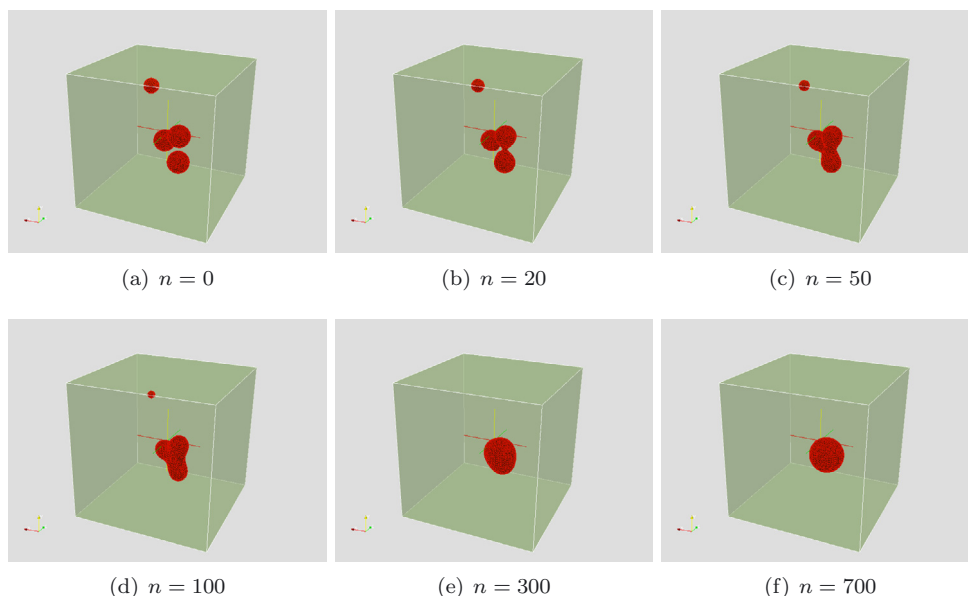 (a) n = 0
(b) n = 20
(c) n = 50
(d) n = 100
(e) n = 300
(f) n = 700